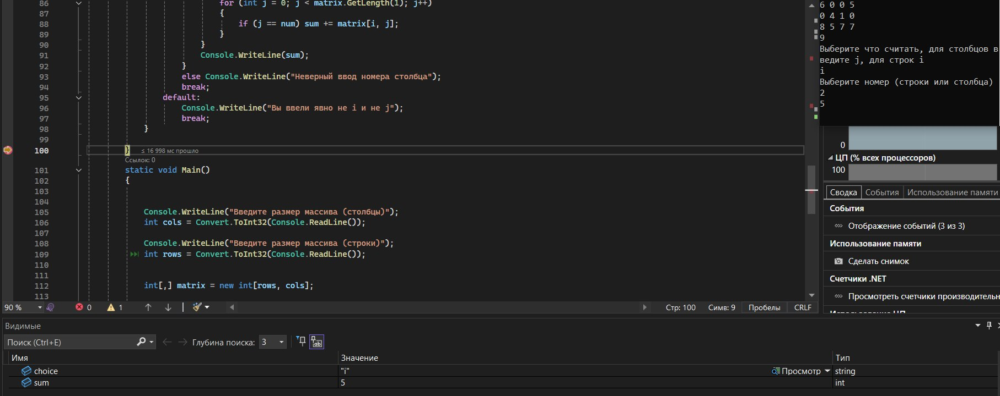 86 for (int j = 0; j < matrix.GetLength(1); j++)
87 {
88 if (j == num) sum += matrix[i, j];
89 }
90 }
91 Console.WriteLine(sum);
92 }
93 else Console.WriteLine("Неверный ввод номера столбца");
94 break;
95 default:
96 Console.WriteLine("Вы ввели явно не i и не j");
97 break;
98 }
99
100 } ≤ 16 998 мс прошло
Ссылок: 0
101 static void Main()
102 {
103
104
105 Console.WriteLine("Введите размер массива (столбцы)");
106 int cols = Convert.ToInt32(Console.ReadLine());
107
108 Console.WriteLine("Введите размер массива (строки)");
109 int rows = Convert.ToInt32(Console.ReadLine());
110
111
112 int[,] matrix = new int[rows, cols];
113
6 0 0 5
0 4 1 0
8 5 7 7
9
Выберите что считать, для столбцов в
ведите j, для строк i
i
Выберите номер (строки или столбца)
2
5
0
ЦП (% всех процессоров)
100
Сводка События Использование памяти
События
Отображение событий (3 из 3)
Использование памяти
Сделать снимок
Счетчики .NET
Просмотреть счетчики производительн
90 % 0 1 Стр: 100 Симв: 9 Пробелы CRLF
Видимые
Поиск (Ctrl+E) Глубина поиска: 3
Имя Значение Тип
choice "i" Просмотр string
sum 5 int